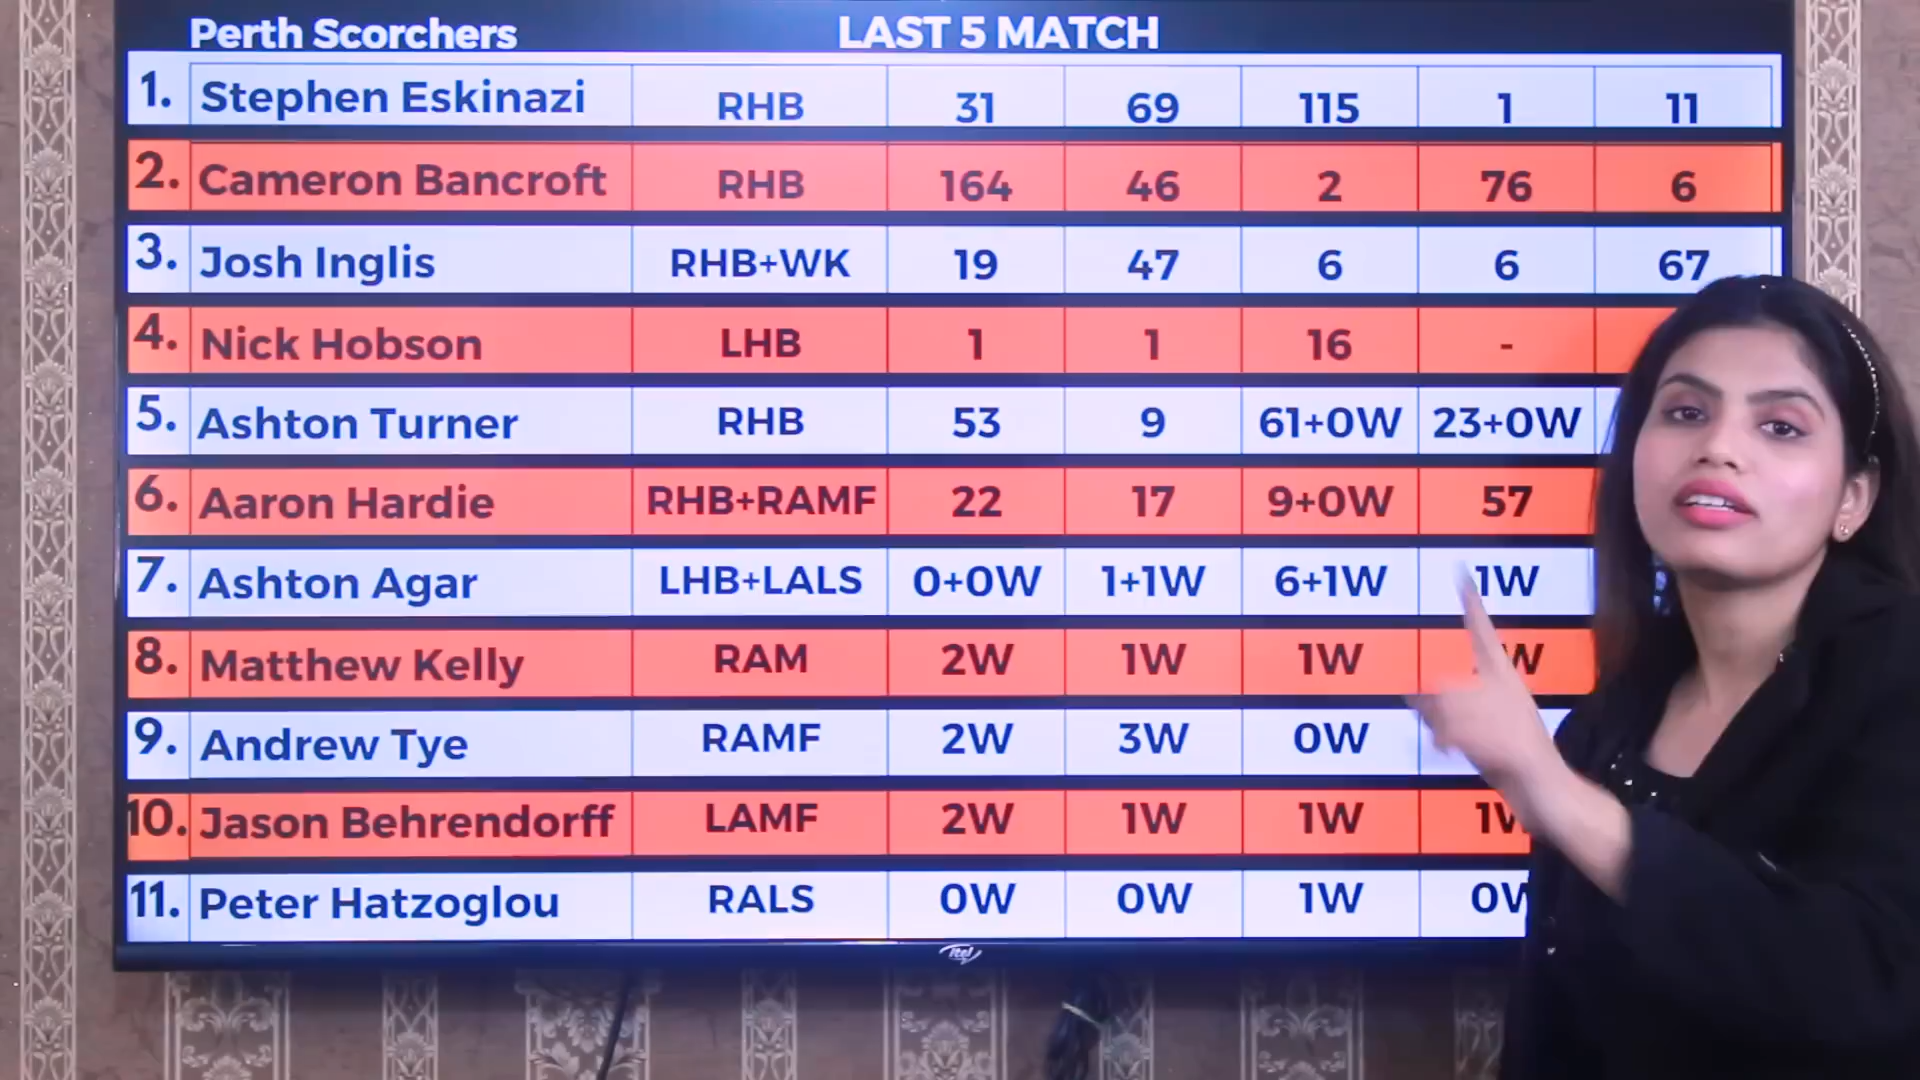 Perth Scorchers LAST 5 MATCH
1. Stephen Eskinazi RHB 31 69 115 1 11
2. Cameron Bancroft RHB 164 46 2 76 6
3. Josh Inglis RHB+WK 19 47 6 6 67
4. Nick Hobson LHB 1 1 16 -
5. Ashton Turner RHB 53 9 61+0W 23+0W
6. Aaron Hardie RHB+RAMF 22 17 9+0W 57
7. Ashton Agar LHB+LALS 0+0W 1+1W 6+1W 1W
8. Matthew Kelly RAM 2W 1W 1W
9. Andrew Tye RAMF 2W 3W 0W
10. Jason Behrendorff LAMF 2W 1W 1W 1W
11. Peter Hatzoglou RALS 0W 0W 1W 0W
itel